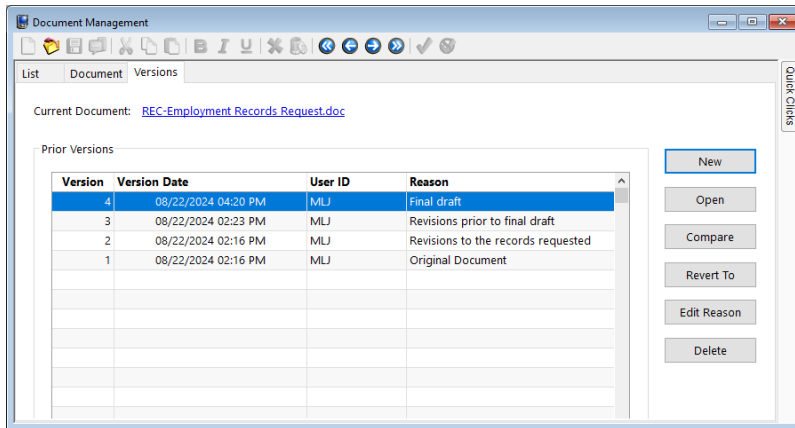 Document Management
B I U
List Document Versions
Quick Clicks
Current Document: REC-Employment Records Request.doc
Prior Versions
New
Version Version Date User ID Reason
4 08/22/2024 04:20 PM MLJ Final draft
Open
3 08/22/2024 02:23 PM MLJ Revisions prior to final draft
2 08/22/2024 02:16 PM MLJ Revisions to the records requested
Compare
1 08/22/2024 02:16 PM MLJ Original Document
Revert To
Edit Reason
Delete